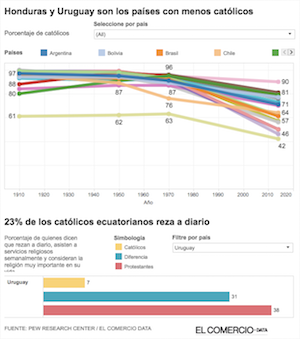 Honduras y Uruguay son los países con menos católicos
Seleccione por país
Porcentaje de católicos
(All)
Países
Argentina
Bolivia
Brasil
Chile
97
88
80
61
87
62
96
87
76
63
90
81
64
57
46
42
1910
1920
1930
1940
1950
1960
1970
1980
1990
2000
2010
2020
Año
23% de los católicos ecuatorianos reza a diario
Porcentaje de quienes dicen
que rezan a diario, asisten a
servicios religiosos
semanalmente y consideran la
religión muy importante en su
Simbología
Católicos
Diferencia
Protestantes
Filtre por país
Uruguay
Uruguay
7
31
38
FUENTE: PEW RESEARCH CENTER / EL COMERCIO DATA
EL COMERCIO DATA